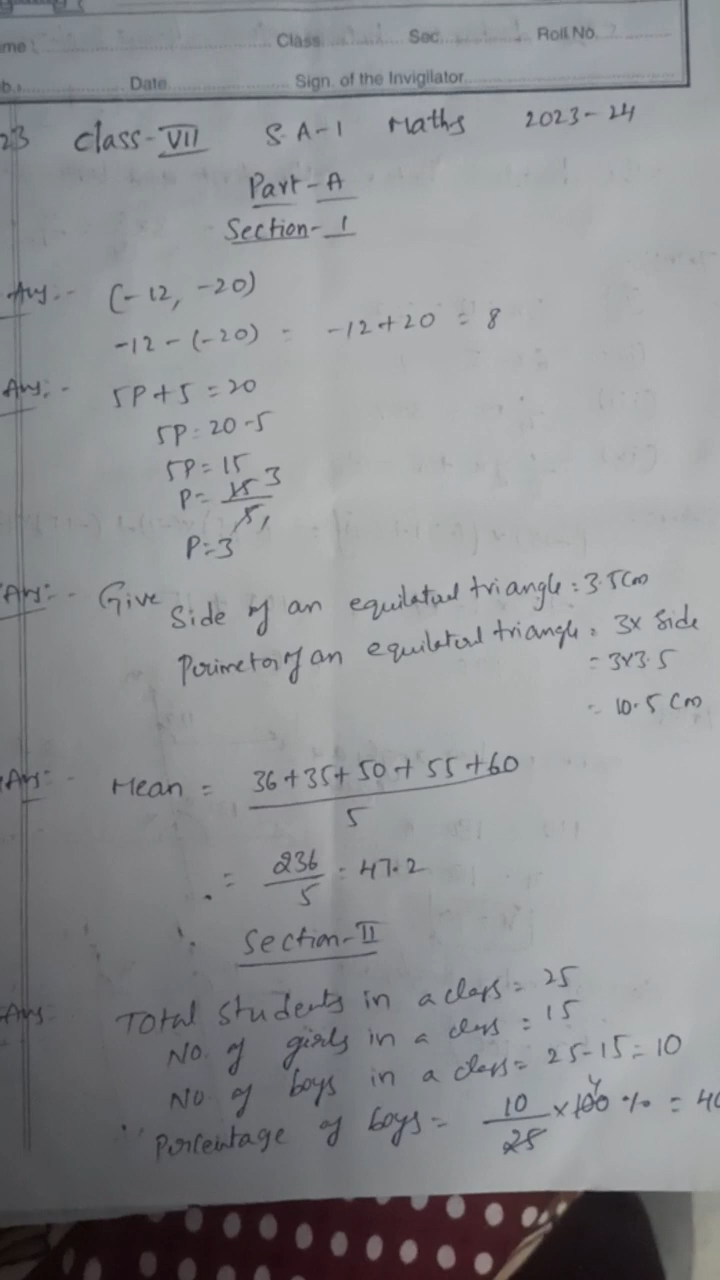 Class Sec. Roll No.
Date Sign. of the Invigilator
23 Class-VII S.A-1 Maths 2023-24
Part-A
Section-1
Ans:- (-12, -20)
-12-(-20) = -12+20 = 8
Ans:- 5P+5=20
5P=20-5
5P=15
P= 15/5 3 1
P=3
Ans:- Give Side of an equilateral triangle = 3.5cm
Perimeter of an equilateral triangle = 3x side
= 3x3.5
= 10.5 cm
Ans:- Mean = 36+35+50+55+60 / 5
= 236/5 = 47.2
Section-II
Ans Total students in a class = 25
No. of girls in a class = 15
No of boys in a class = 25-15=10
Percentage of boys = 10/25 x 100 4 % = 40